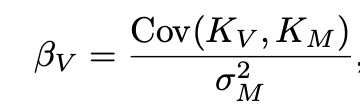 β_V = Cov(K_V, K_M) / σ_M^2,